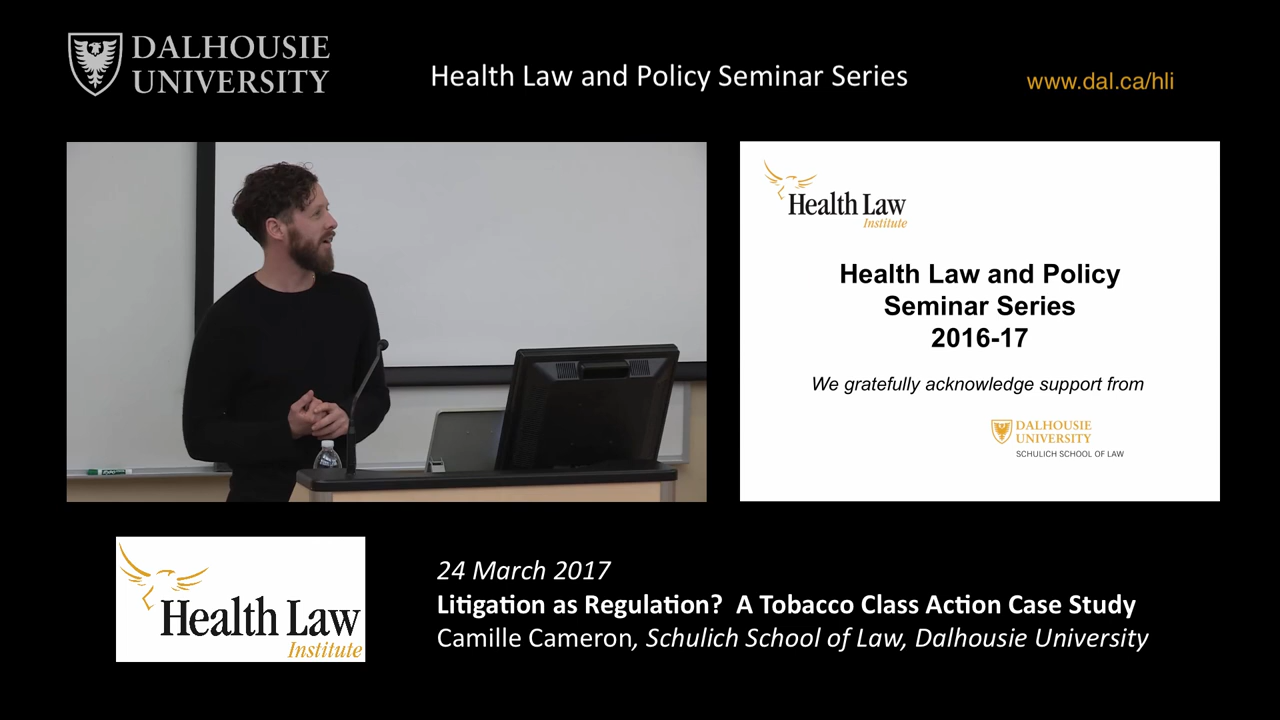 DALHOUSIE
UNIVERSITY
Health Law and Policy Seminar Series
www.dal.ca/hli
Health Law
Institute
Health Law and Policy
Seminar Series
2016-17
We gratefully acknowledge support from
DALHOUSIE
UNIVERSITY
SCHULICH SCHOOL OF LAW
Health Law
Institute
24 March 2017
Litigation as Regulation?  A Tobacco Class Action Case Study
Camille Cameron, Schulich School of Law, Dalhousie University